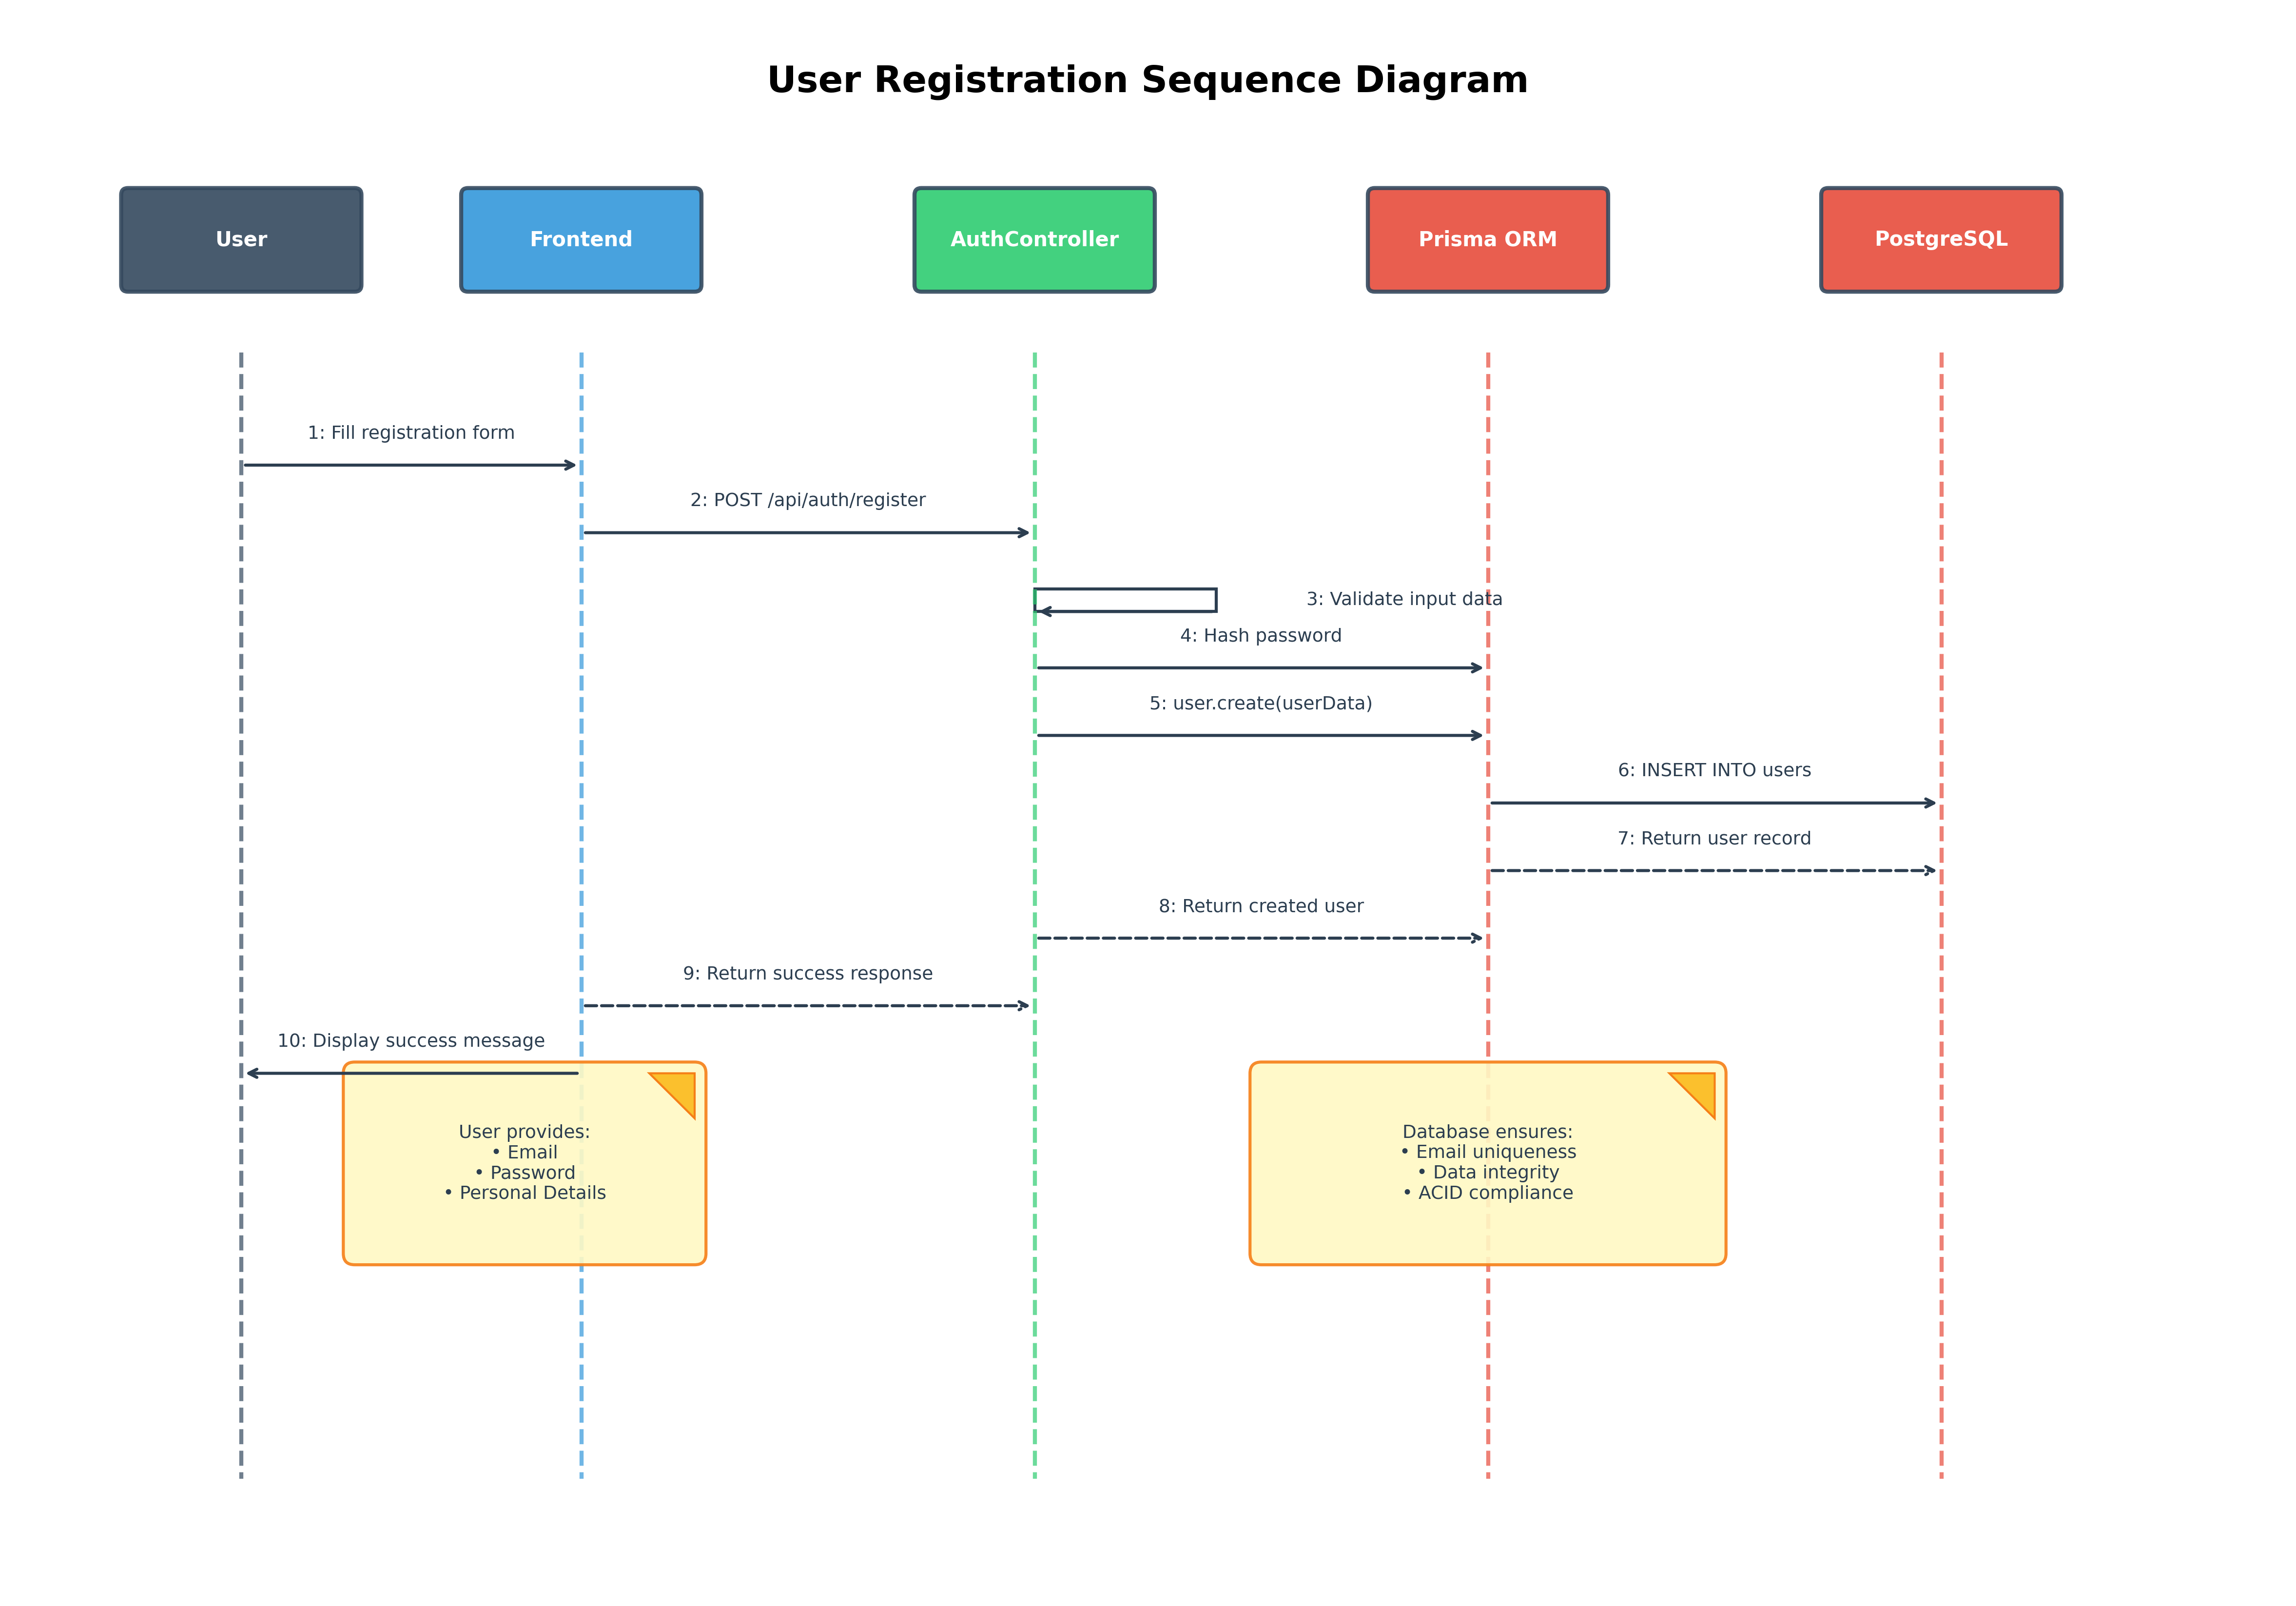 User Registration Sequence Diagram
User
Frontend
AuthController
Prisma ORM
PostgreSQL
1: Fill registration form
2: POST /api/auth/register
3: Validate input data
4: Hash password
5: user.create(userData)
6: INSERT INTO users
7: Return user record
8: Return created user
9: Return success response
10: Display success message
User provides:
• Email
• Password
• Personal Details
Database ensures:
• Email uniqueness
• Data integrity
• ACID compliance